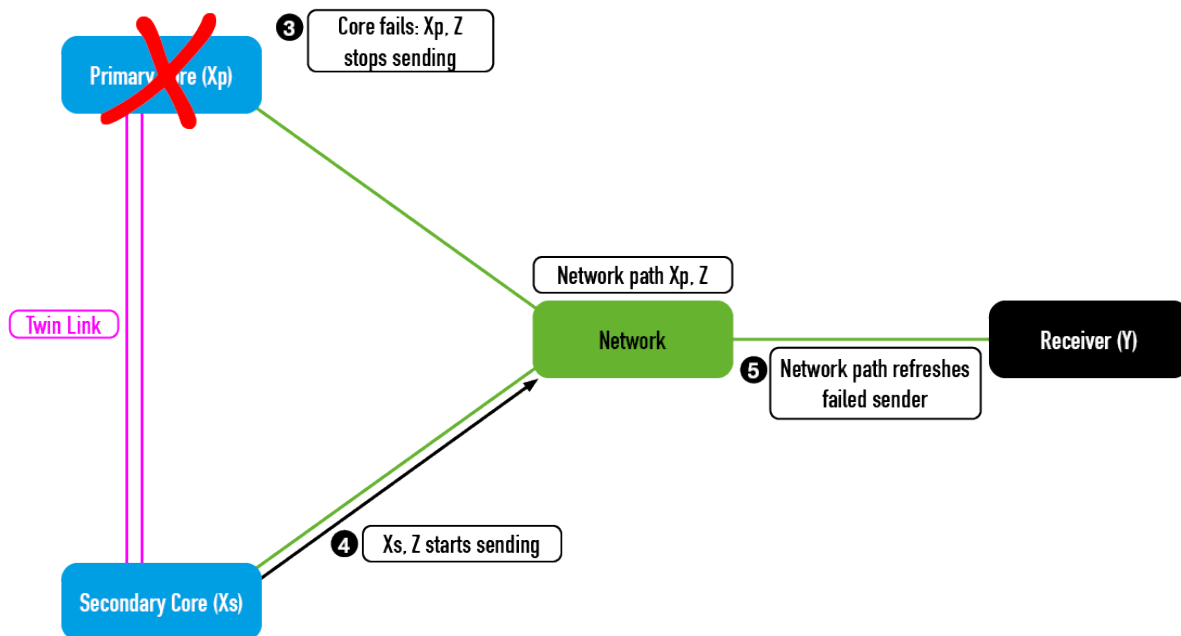 3
Core fails: Xp, Z
stops sending
Primary Core (Xp)
Network path Xp, Z
Twin Link
Network
Receiver (Y)
5
Network path refreshes
failed sender
4
Xs, Z starts sending
Secondary Core (Xs)